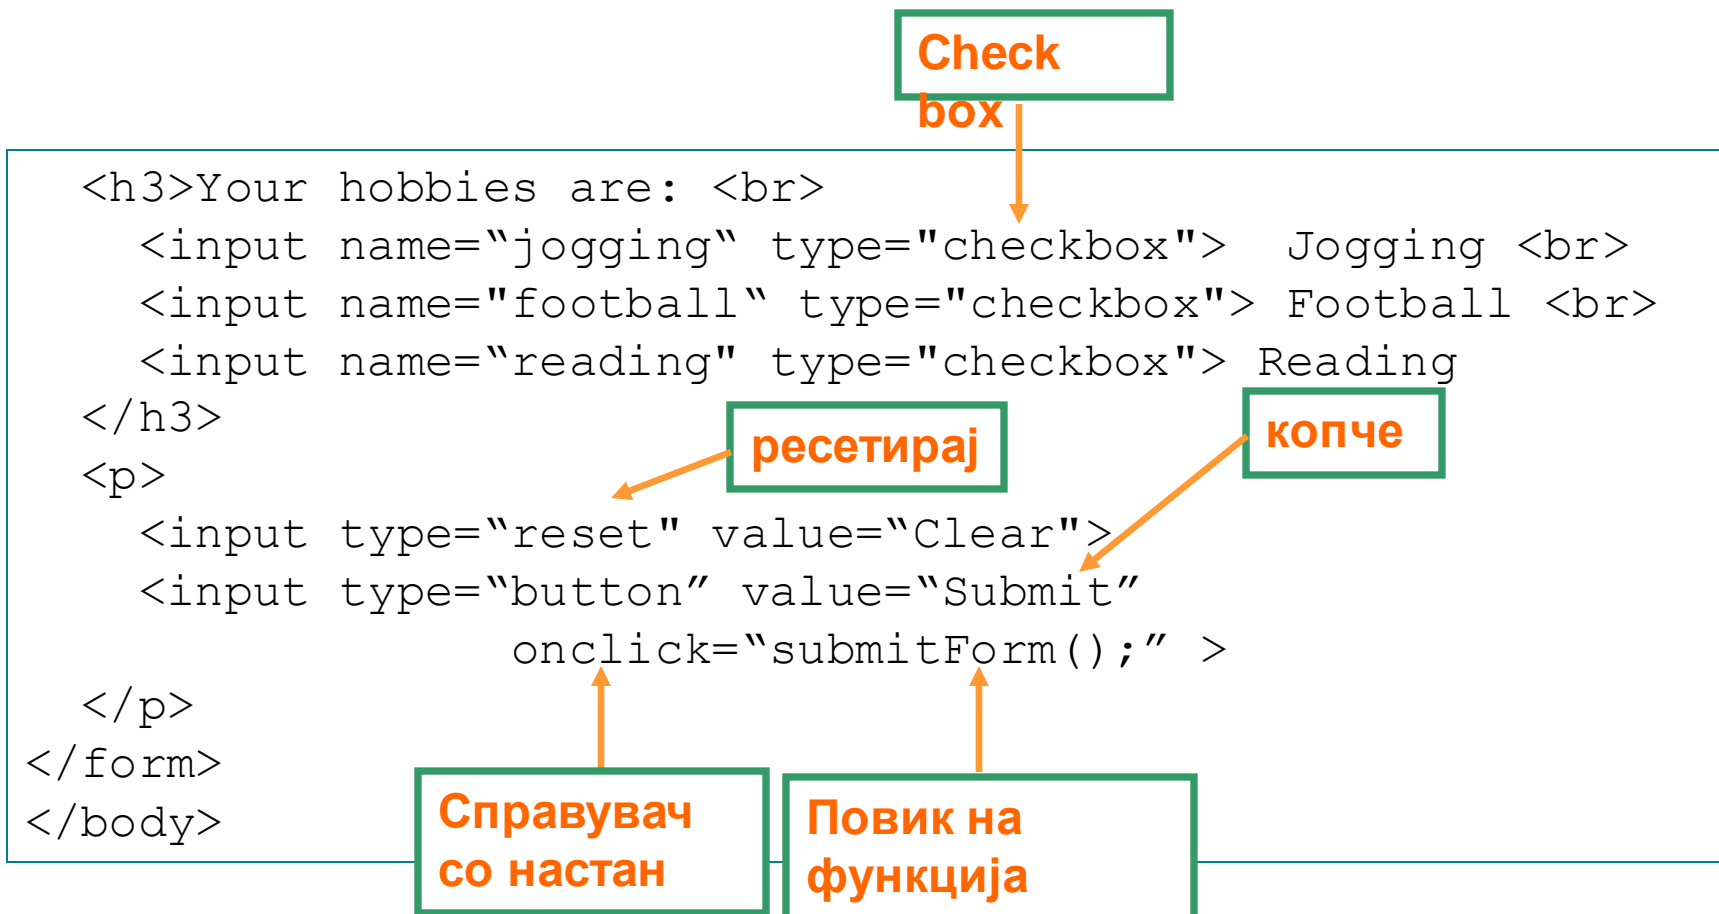 Check
box
<h3>Your hobbies are: <br>
<input name=“jogging“ type="checkbox">  Jogging <br>
<input name="football“ type="checkbox"> Football <br>
<input name=“reading" type="checkbox"> Reading
</h3>
ресетирај
копче
<p>
<input type=“reset" value=“Clear">
<input type=“button” value=“Submit”
onclick=“submitForm();” >
</p>
</form>
</body>
Справувач
со настан
Повик на
функција